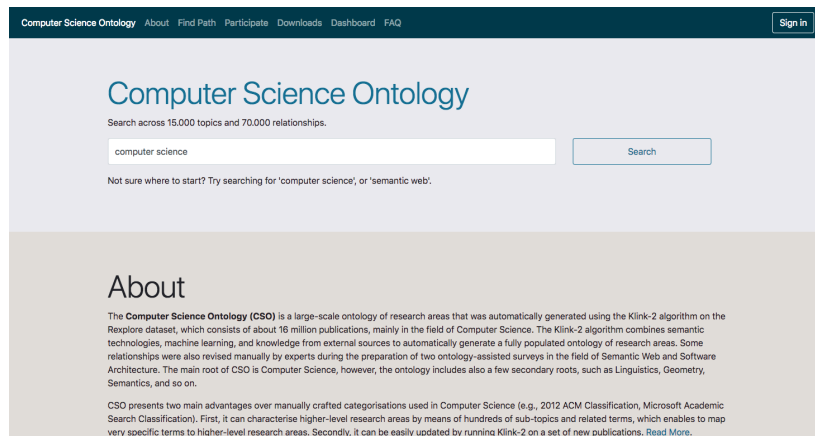 Computer Science Ontology About Find Path Participate Downloads Dashboard FAQ Sign in
Computer Science Ontology
Search across 15.000 topics and 70.000 relationships.
computer science Search
Not sure where to start? Try searching for 'computer science', or 'semantic web'.
About
The Computer Science Ontology (CSO) is a large-scale ontology of research areas that was automatically generated using the Klink-2 algorithm on the
Rexplore dataset, which consists of about 16 million publications, mainly in the field of Computer Science. The Klink-2 algorithm combines semantic
technologies, machine learning, and knowledge from external sources to automatically generate a fully populated ontology of research areas. Some
relationships were also revised manually by experts during the preparation of two ontology-assisted surveys in the field of Semantic Web and Software
Architecture. The main root of CSO is Computer Science, however, the ontology includes also a few secondary roots, such as Linguistics, Geometry,
Semantics, and so on.
CSO presents two main advantages over manually crafted categorisations used in Computer Science (e.g., 2012 ACM Classification, Microsoft Academic
Search Classification). First, it can characterise higher-level research areas by means of hundreds of sub-topics and related terms, which enables to map
very specific terms to higher-level research areas. Secondly, it can be easily updated by running Klink-2 on a set of new publications. Read More.